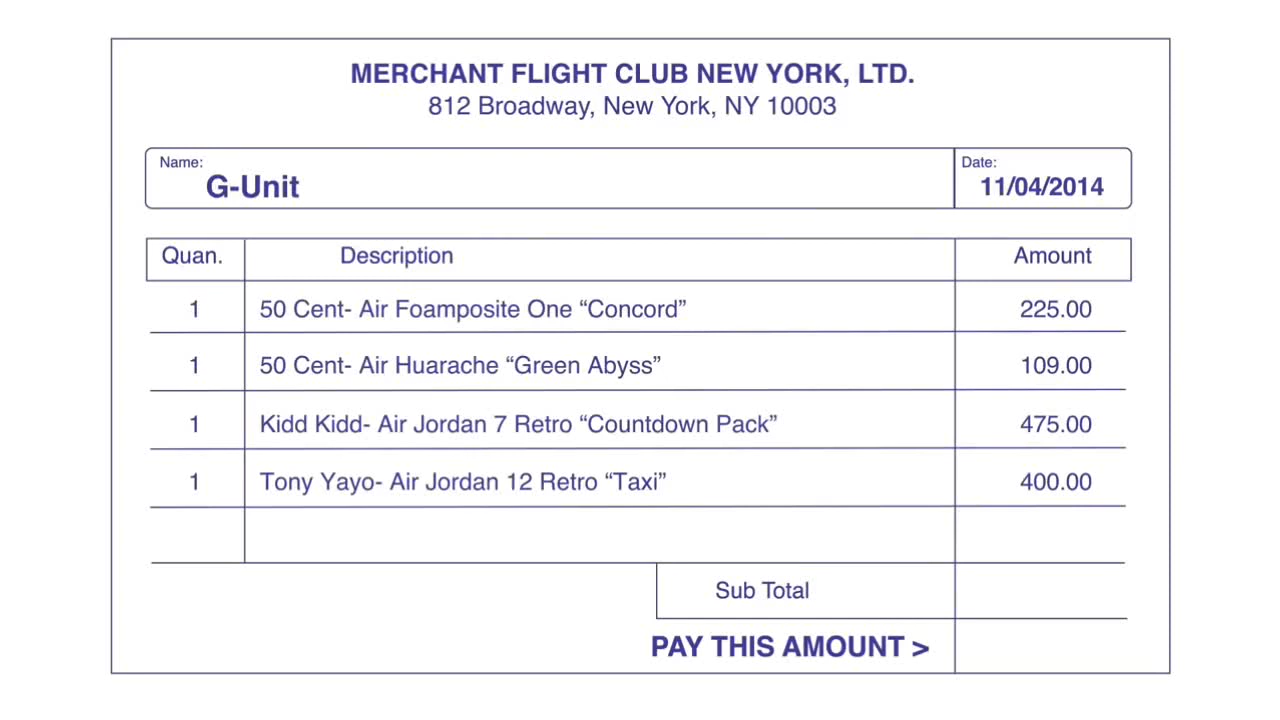 MERCHANT FLIGHT CLUB NEW YORK, LTD.
812 Broadway, New York, NY 10003
Name: Date:
G-Unit 11/04/2014
Quan. Description Amount
1 50 Cent- Air Foamposite One “Concord” 225.00
1 50 Cent- Air Huarache “Green Abyss” 109.00
1 Kidd Kidd- Air Jordan 7 Retro “Countdown Pack” 475.00
1 Tony Yayo- Air Jordan 12 Retro “Taxi” 400.00
Sub Total
PAY THIS AMOUNT >